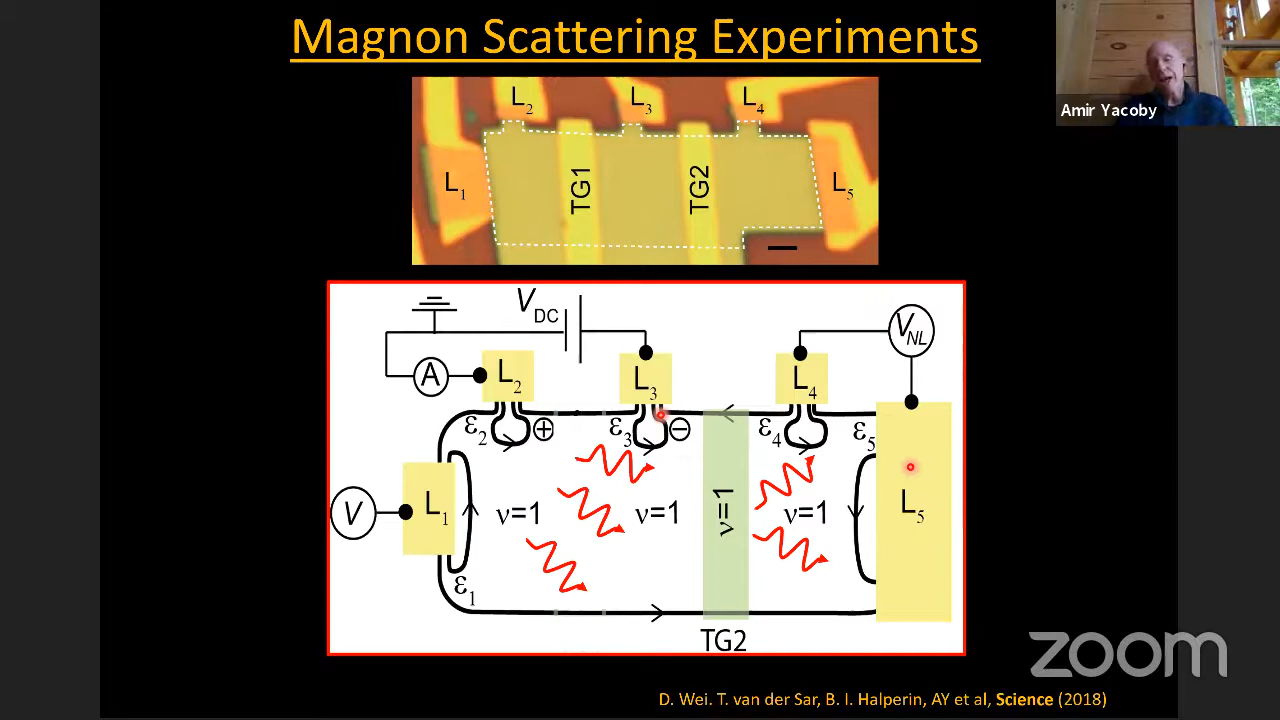 Magnon Scattering Experiments
Amir Yacoby
L2 L3 L4
L1 TG1 TG2 L5
VDC
VNL
A L2 L3 L4
ε2 + ε3 − ε4 ε5
V L1 ν=1 ν=1 ν=1 ν=1 L5
ε1
TG2
zoom
D. Wei. T. van der Sar, B. I. Halperin, AY et al, Science (2018)